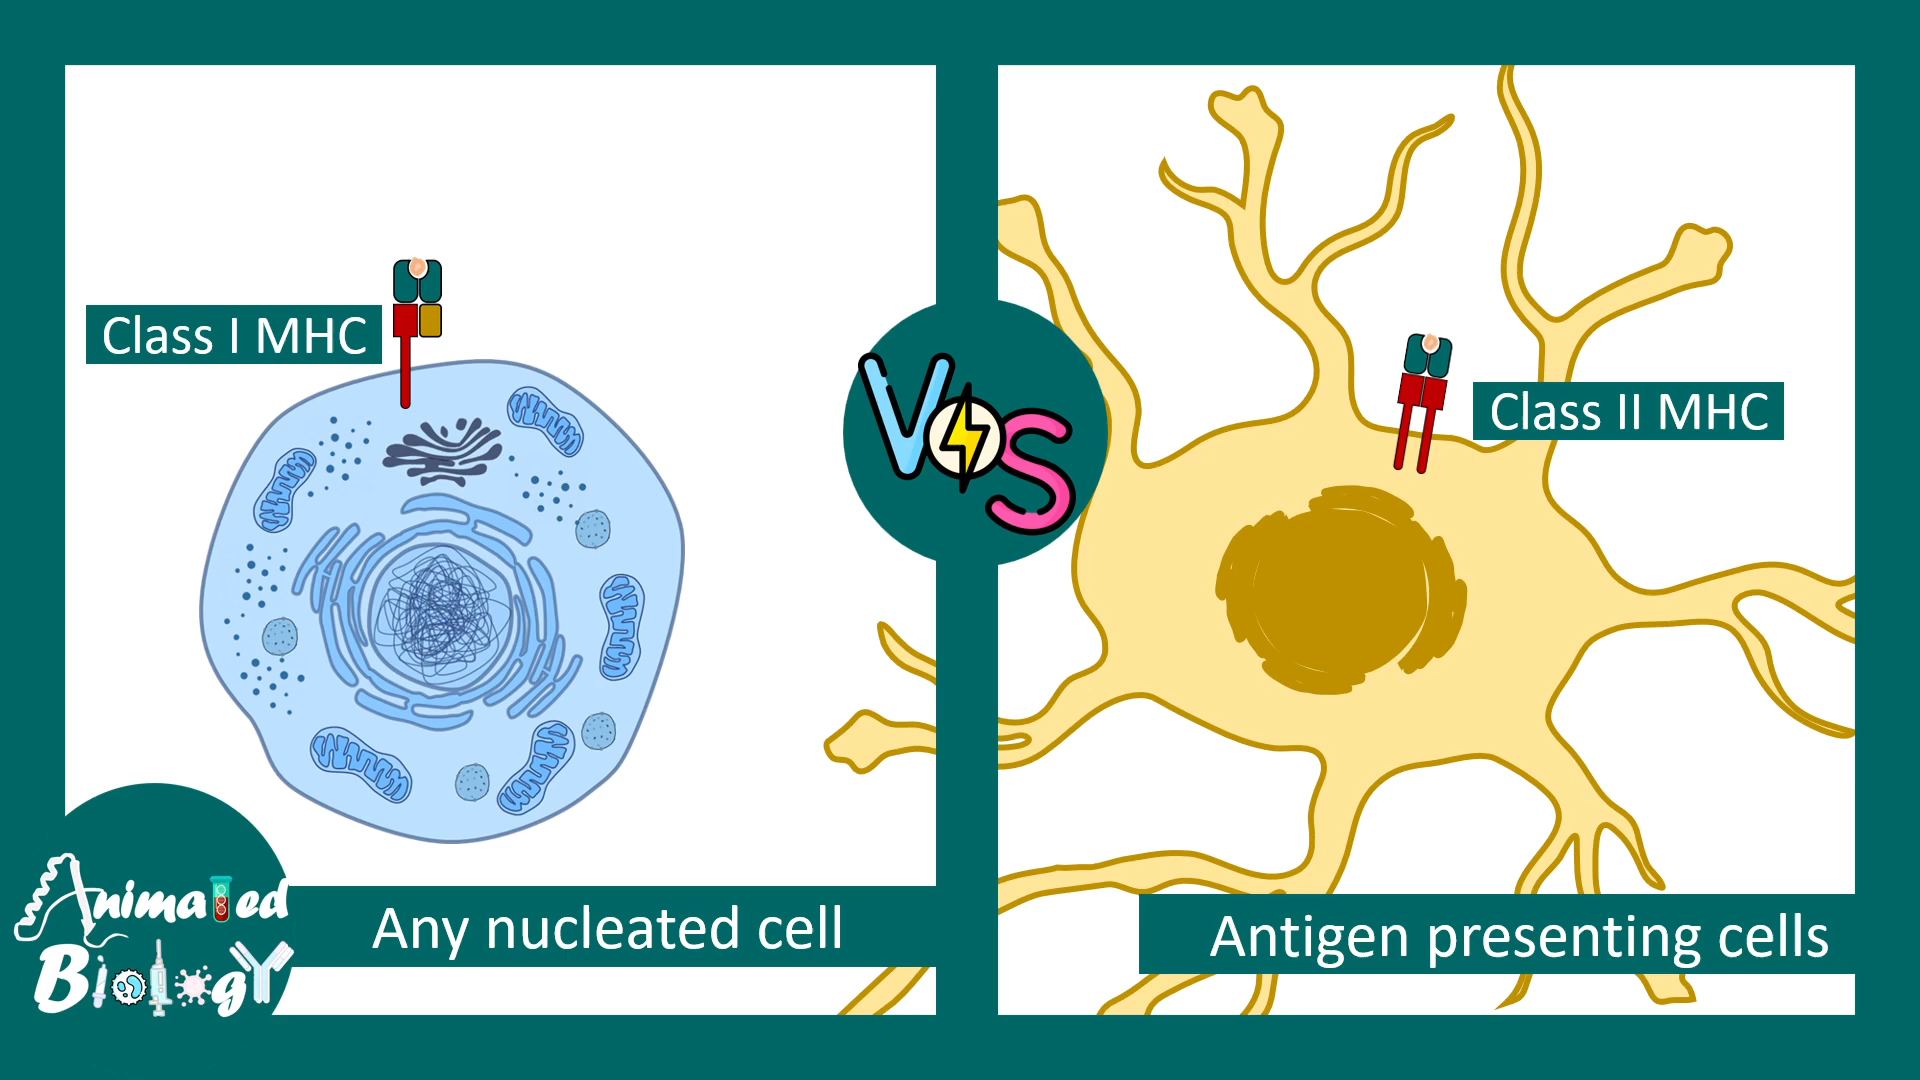 Class I MHC
VS
Class II MHC
Any nucleated cell
Antigen presenting cells
Animated
BiologY